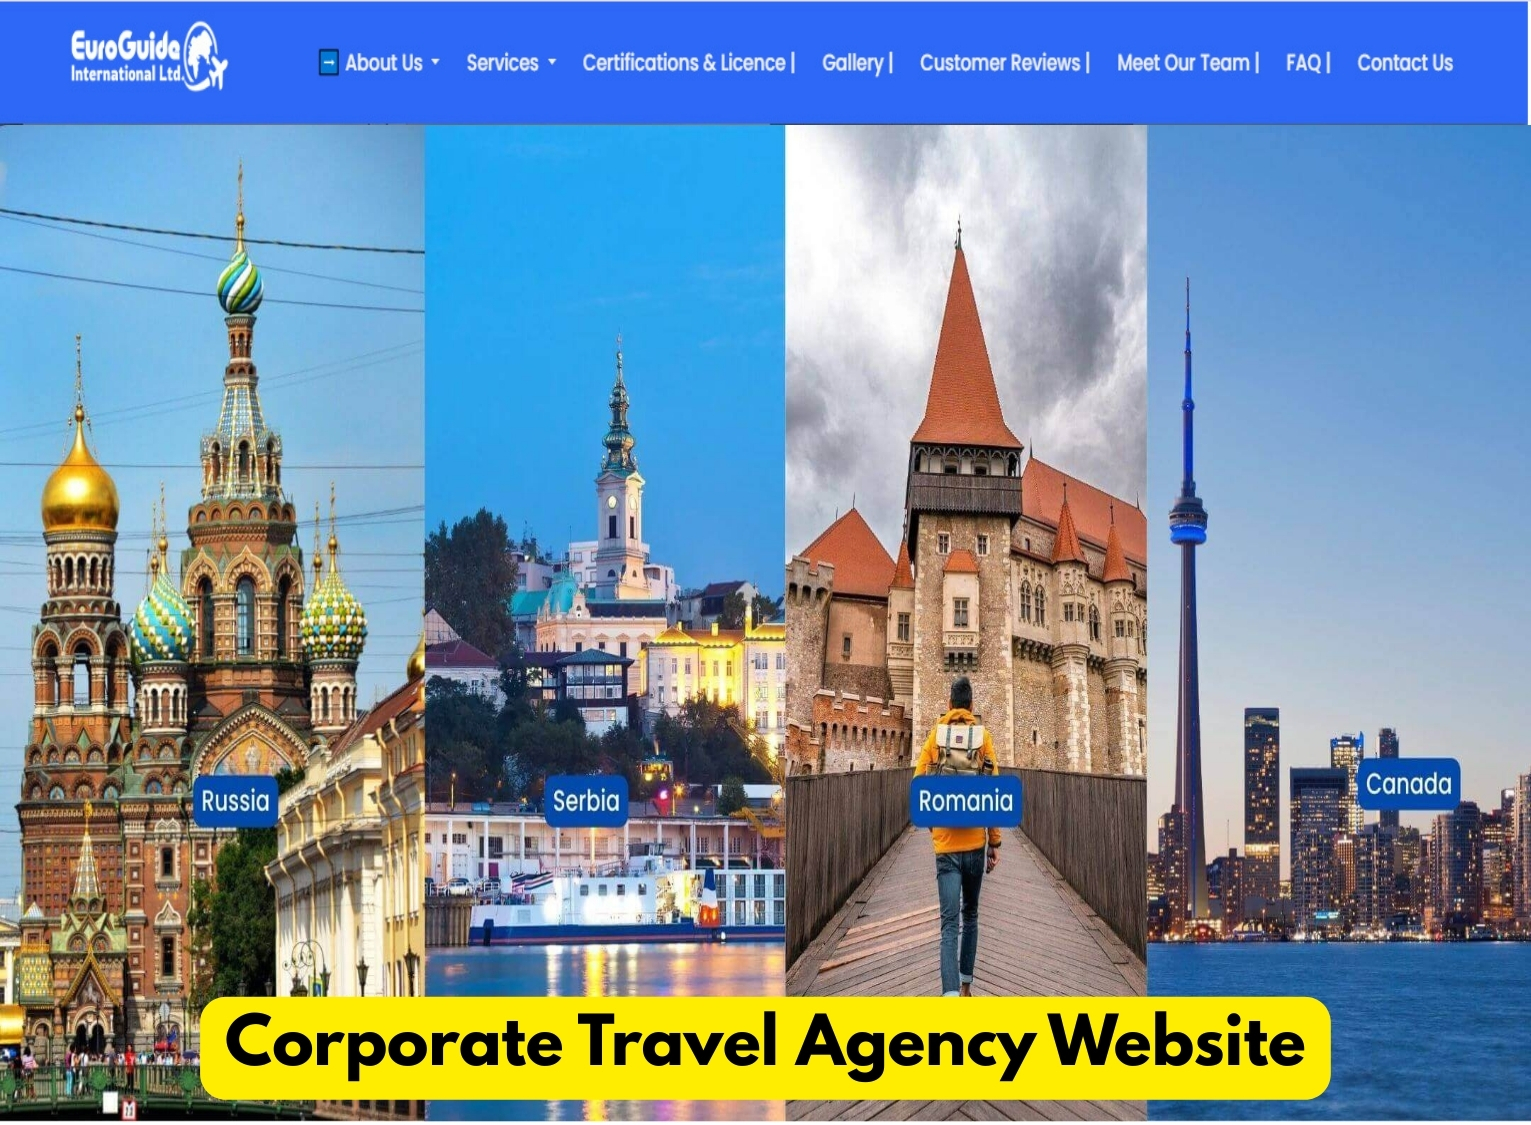 EuroGuide
International Ltd.
About Us Services Certifications & Licence | Gallery | Customer Reviews | Meet Our Team | FAQ | Contact Us
Russia
Serbia
Romania
Canada
Corporate Travel Agency Website